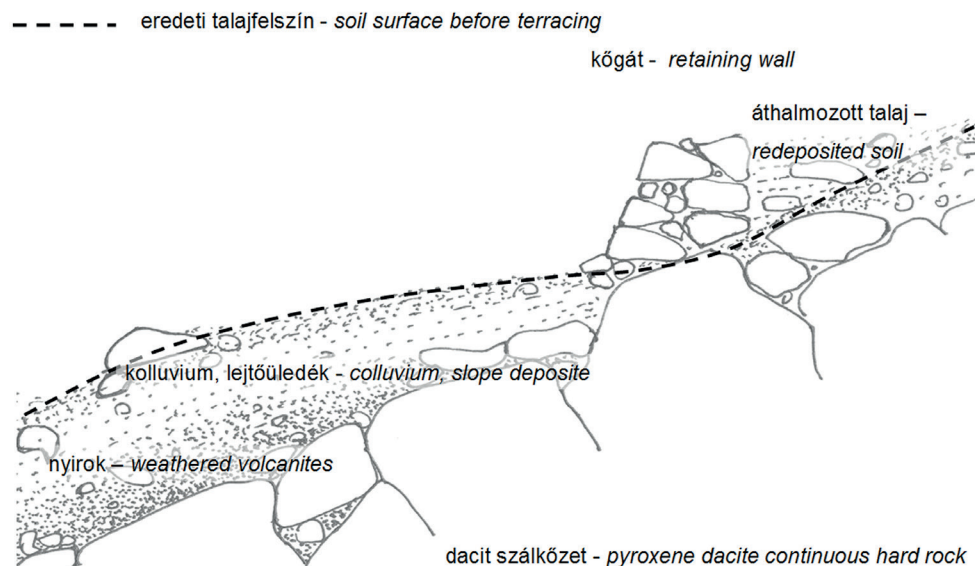 eredeti talajfelszín - soil surface before terracing
kőgát - retaining wall
áthalmozott talaj –
redeposited soil
kolluvium, lejtőüledék - colluvium, slope deposite
nyirok – weathered volcanites
dacit szálkőzet - pyroxene dacite continuous hard rock